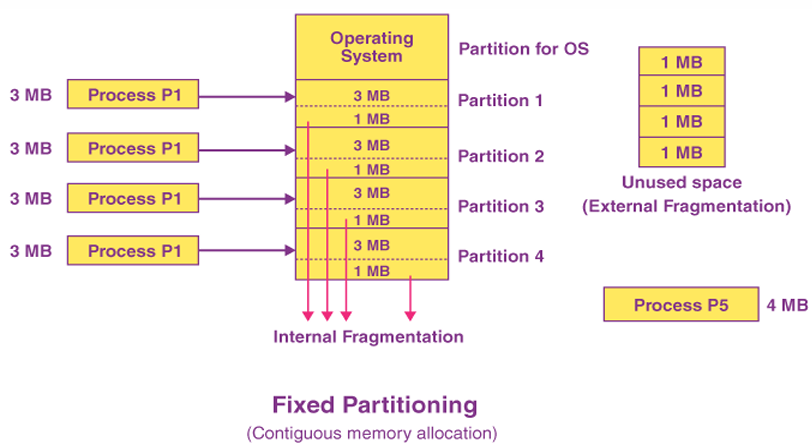 Operating
System
Partition for OS
3 MB
Process P1
3 MB
1 MB
Partition 1
3 MB
Process P1
3 MB
1 MB
Partition 2
3 MB
Process P1
3 MB
1 MB
Partition 3
3 MB
Process P1
3 MB
1 MB
Partition 4
Internal Fragmentation
1 MB
1 MB
1 MB
1 MB
Unused space
(External Fragmentation)
Process P5
4 MB
Fixed Partitioning
(Contiguous memory allocation)